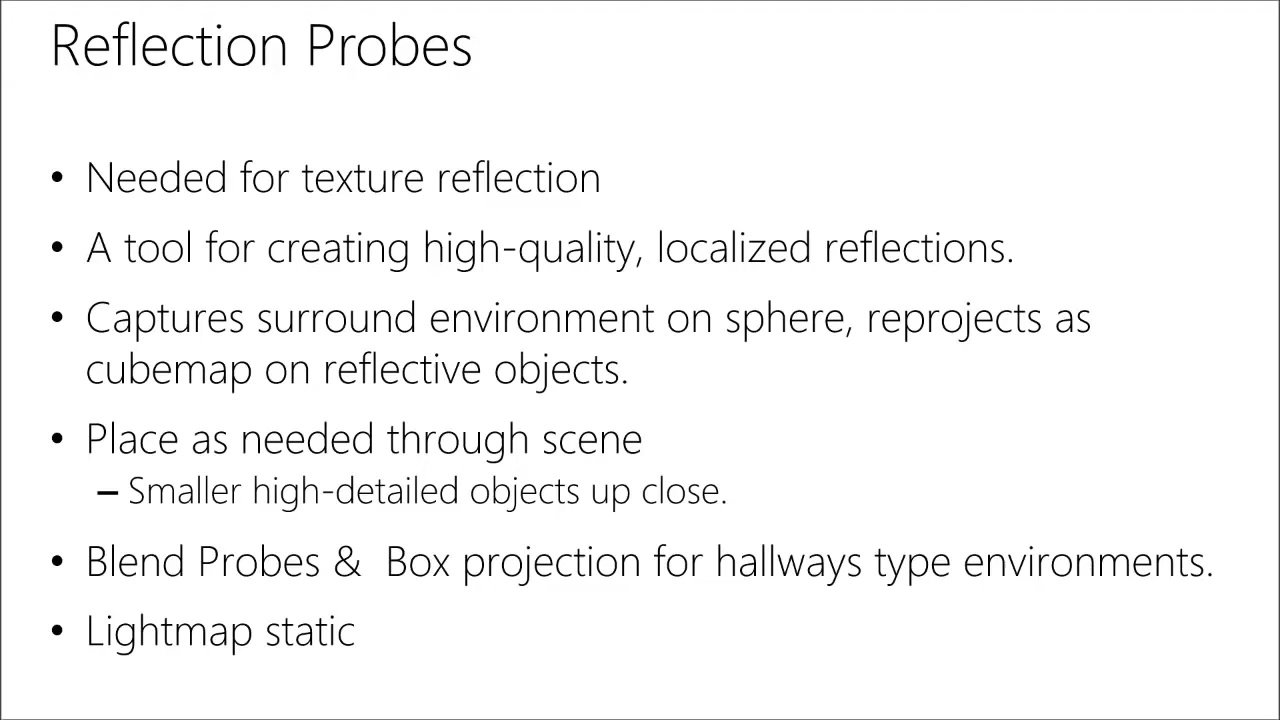 Reflection Probes
• Needed for texture reflection
• A tool for creating high-quality, localized reflections.
• Captures surround environment on sphere, reprojects as
cubemap on reflective objects.
• Place as needed through scene
– Smaller high-detailed objects up close.
• Blend Probes &  Box projection for hallways type environments.
• Lightmap static